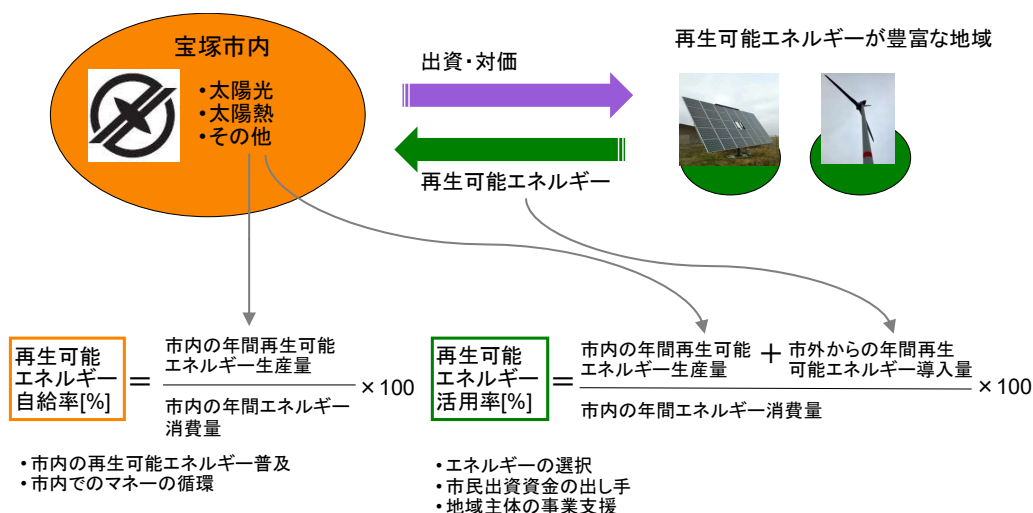 宝塚市内
・太陽光
・太陽熱
・その他
出資・対価
再生可能エネルギー
再生可能エネルギーが豊富な地域
再生可能
エネルギー
自給率[%]
=
市内の年間再生可能
エネルギー生産量
市内の年間エネルギー
消費量
×100
・市内の再生可能エネルギー普及
・市内でのマネーの循環
再生可能
エネルギー
活用率[%]
=
市内の年間再生可能
エネルギー生産量
+
市外からの年間再生
可能エネルギー導入量
市内の年間エネルギー消費量
×100
・エネルギーの選択
・市民出資資金の出し手
・地域主体の事業支援